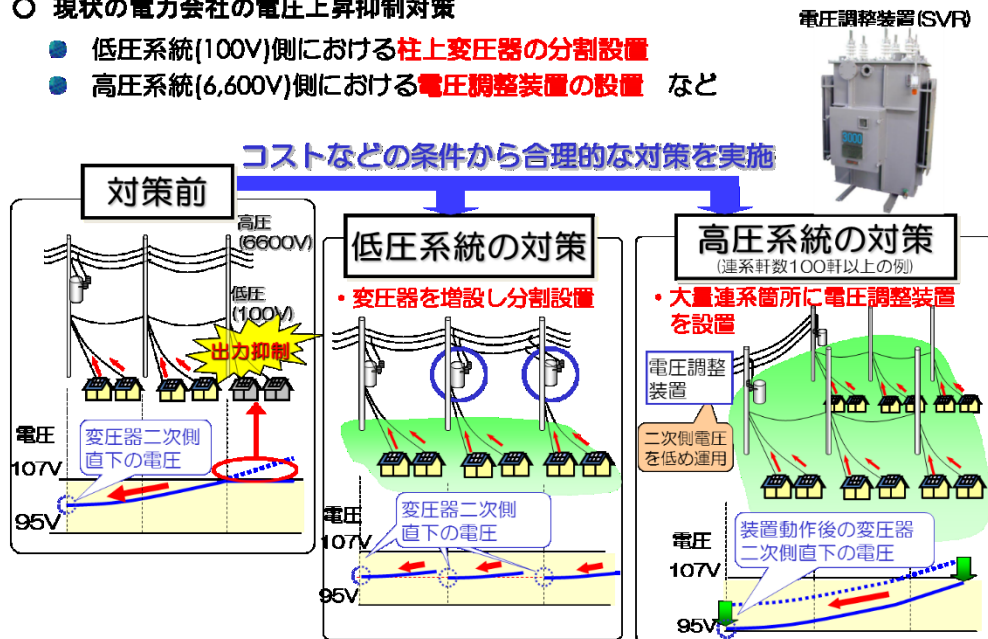 ○ 現状の電力会社の電圧上昇抑制対策
低圧系統(100V)側における柱上変圧器の分割設置
高圧系統(6,600V)側における電圧調整装置の設置 など
電圧調整装置(SVR)
コストなどの条件から合理的な対策を実施
対策前
高圧
(6600V)
低圧
(100V)
出力抑制
電圧
変圧器二次側
直下の電圧
107V
95V
低圧系統の対策
・変圧器を増設し分割設置
電圧
変圧器二次側
直下の電圧
107V
95V
高圧系統の対策
(連系軒数100軒以上の例)
・大量連系箇所に電圧調整装置
を設置
電圧調整
装置
二次側電圧
を低め運用
電圧
装置動作後の変圧器
二次側直下の電圧
107V
95V